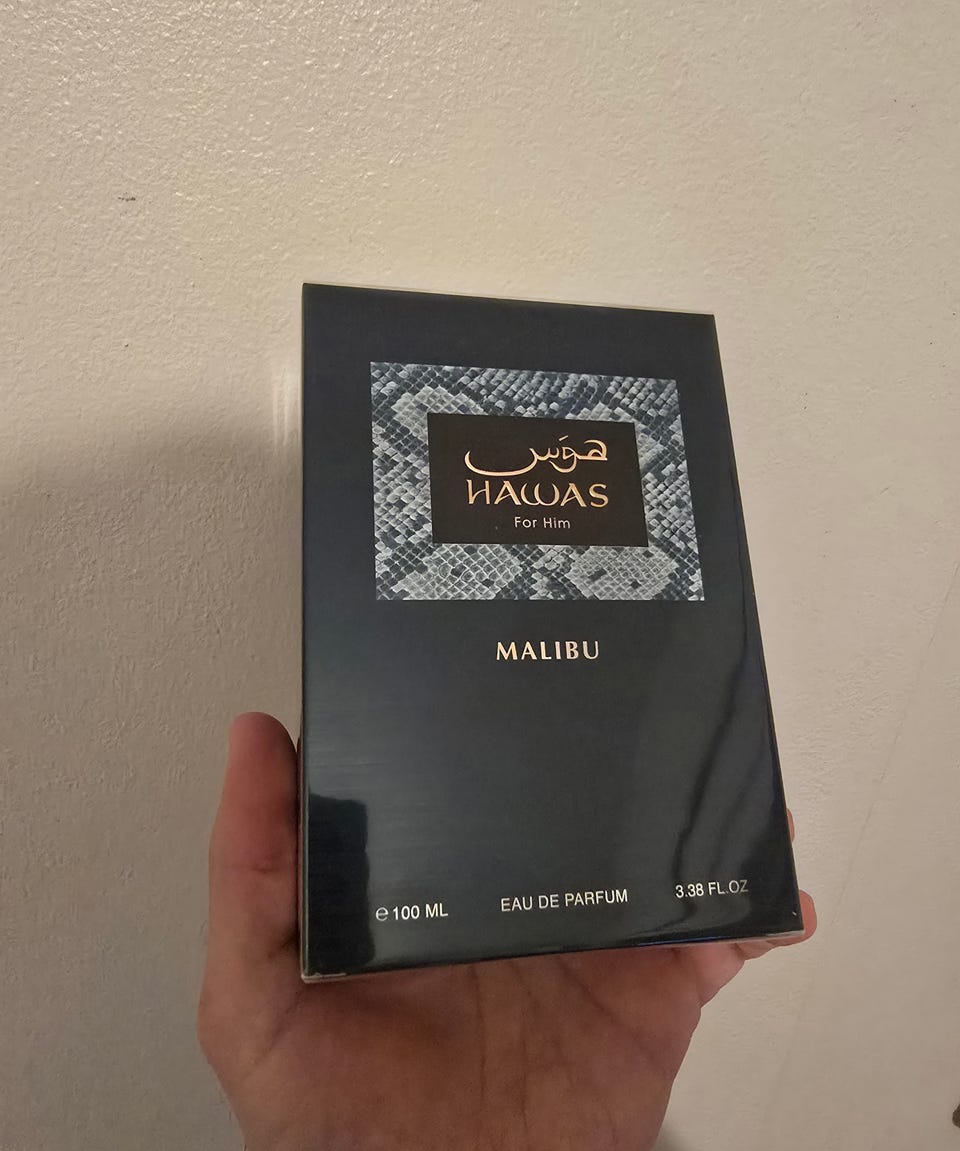 هوَس
HAWAS
For Him
MALIBU
℮ 100 ML EAU DE PARFUM 3.38 FL.OZ